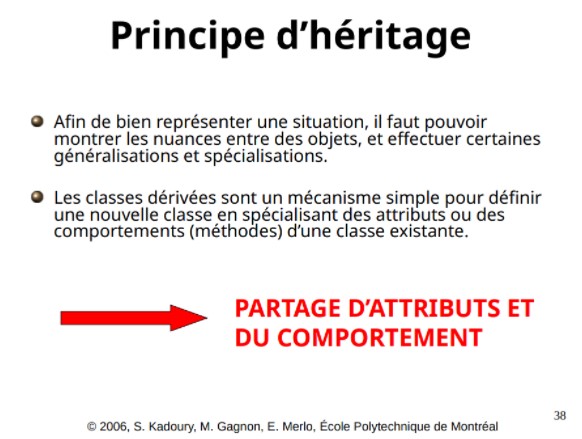 Principe d’héritage
Afin de bien représenter une situation, il faut pouvoir
montrer les nuances entre des objets, et effectuer certaines
généralisations et spécialisations.
Les classes dérivées sont un mécanisme simple pour définir
une nouvelle classe en spécialisant des attributs ou des
comportements (méthodes) d’une classe existante.
PARTAGE D’ATTRIBUTS ET
DU COMPORTEMENT
38
© 2006, S. Kadoury, M. Gagnon, E. Merlo, École Polytechnique de Montréal